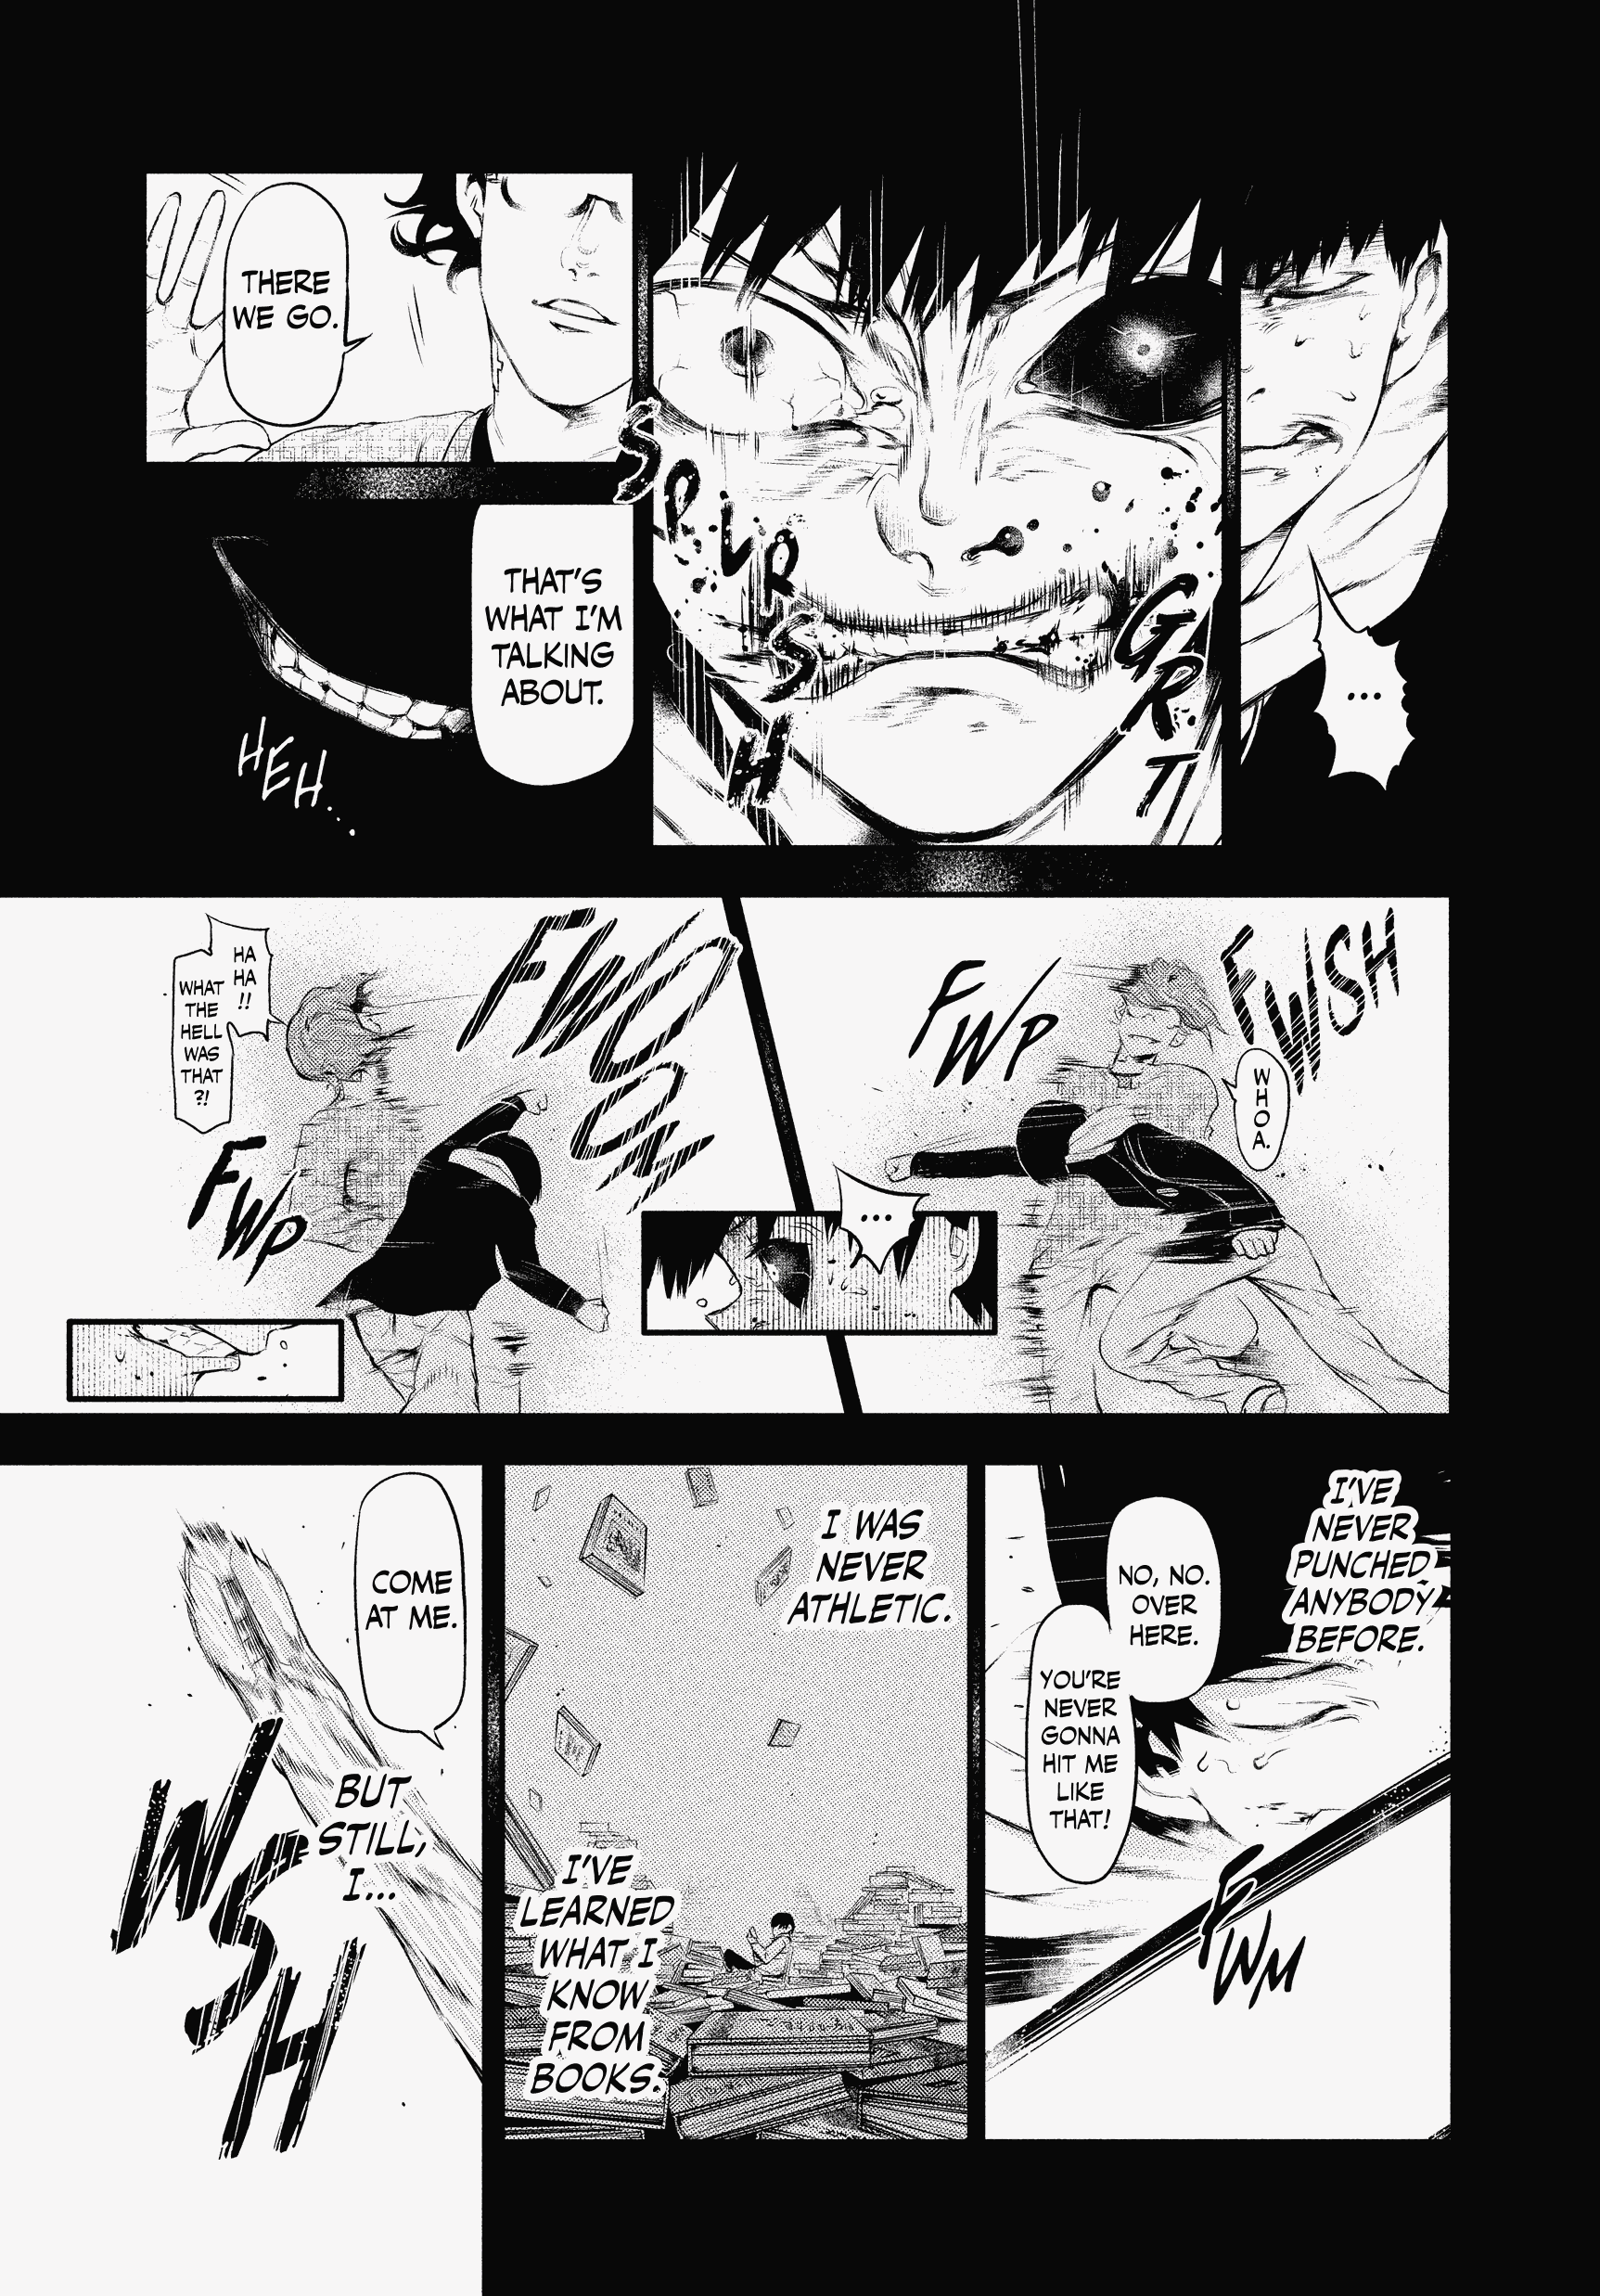 ...
SPLRSH
GRT
THERE
WE GO.
THAT'S
WHAT I'M
TALKING
ABOUT.
HEH...
FWSH
WHOA.
FWP
...
FWOOOM
HA
HA
!!
WHAT
THE
HELL
WAS
THAT
?!
FWP
I'VE
NEVER
PUNCHED
ANYBODY
BEFORE.
NO, NO.
OVER
HERE.
YOU'RE
NEVER
GONNA
HIT ME
LIKE
THAT!
FWM
I WAS
NEVER
ATHLETIC.
I'VE
LEARNED
WHAT I
KNOW
FROM
BOOKS.
COME
AT ME.
BUT
STILL,
I...
WSH